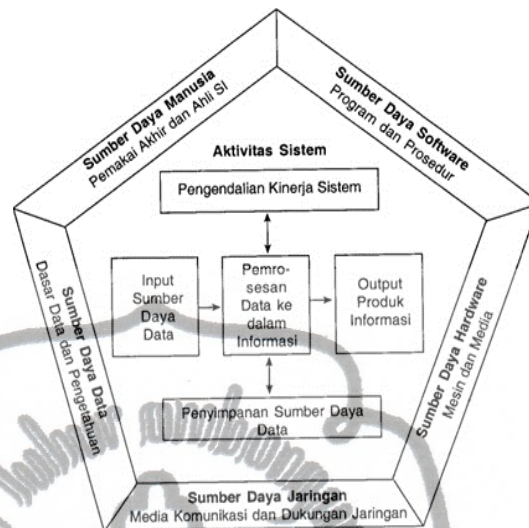 Sumber Daya Manusia
Pemakai Akhir dan Ahli SI
Sumber Daya Software
Program dan Prosedur
Aktivitas Sistem
Pengendalian Kinerja Sistem
Input
Sumber
Daya
Data
Pemro-
sesan
Data ke
dalam
Informasi
Output
Produk
Informasi
Penyimpanan Sumber Daya
Data
Sumber Daya Data
Dasar Data dan Pengetahuan
Sumber Daya Hardware
Mesin dan Media
Sumber Daya Jaringan
Media Komunikasi dan Dukungan Jaringan